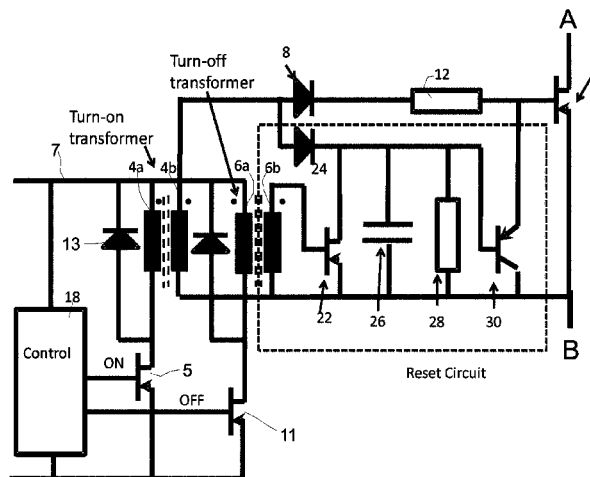 A
8
Turn-off
transformer
12
Turn-on
transformer
7
4a
4b
6a
6b
24
13
18
22
26
28
30
B
Control
ON
5
Reset Circuit
OFF
11